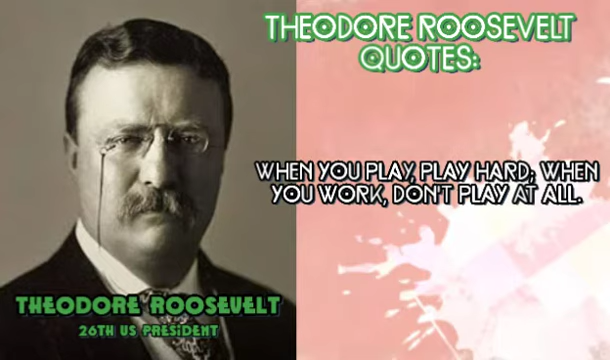 THEODORE ROOSEVELT
QUOTES:
WHEN YOU PLAY, PLAY HARD; WHEN
YOU WORK, DON'T PLAY AT ALL.
THEODORE ROOSEVELT
26TH US PRESIDENT